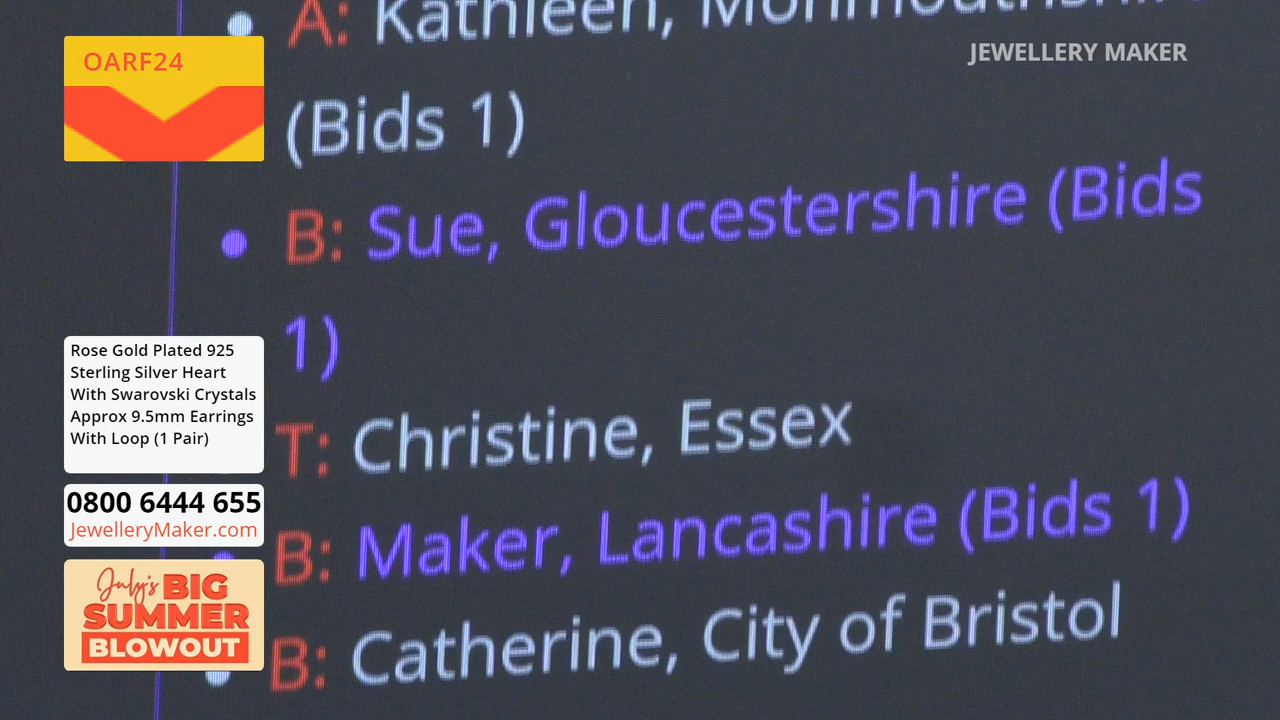 A: Kathleen, Monmouthshire
(Bids 1)
B: Sue, Gloucestershire (Bids
1)
T: Christine, Essex
B: Maker, Lancashire (Bids 1)
B: Catherine, City of Bristol
JEWELLERY MAKER
OARF24
Rose Gold Plated 925
Sterling Silver Heart
With Swarovski Crystals
Approx 9.5mm Earrings
With Loop (1 Pair)
0800 6444 655
JewelleryMaker.com
July's BIG
SUMMER
BLOWOUT